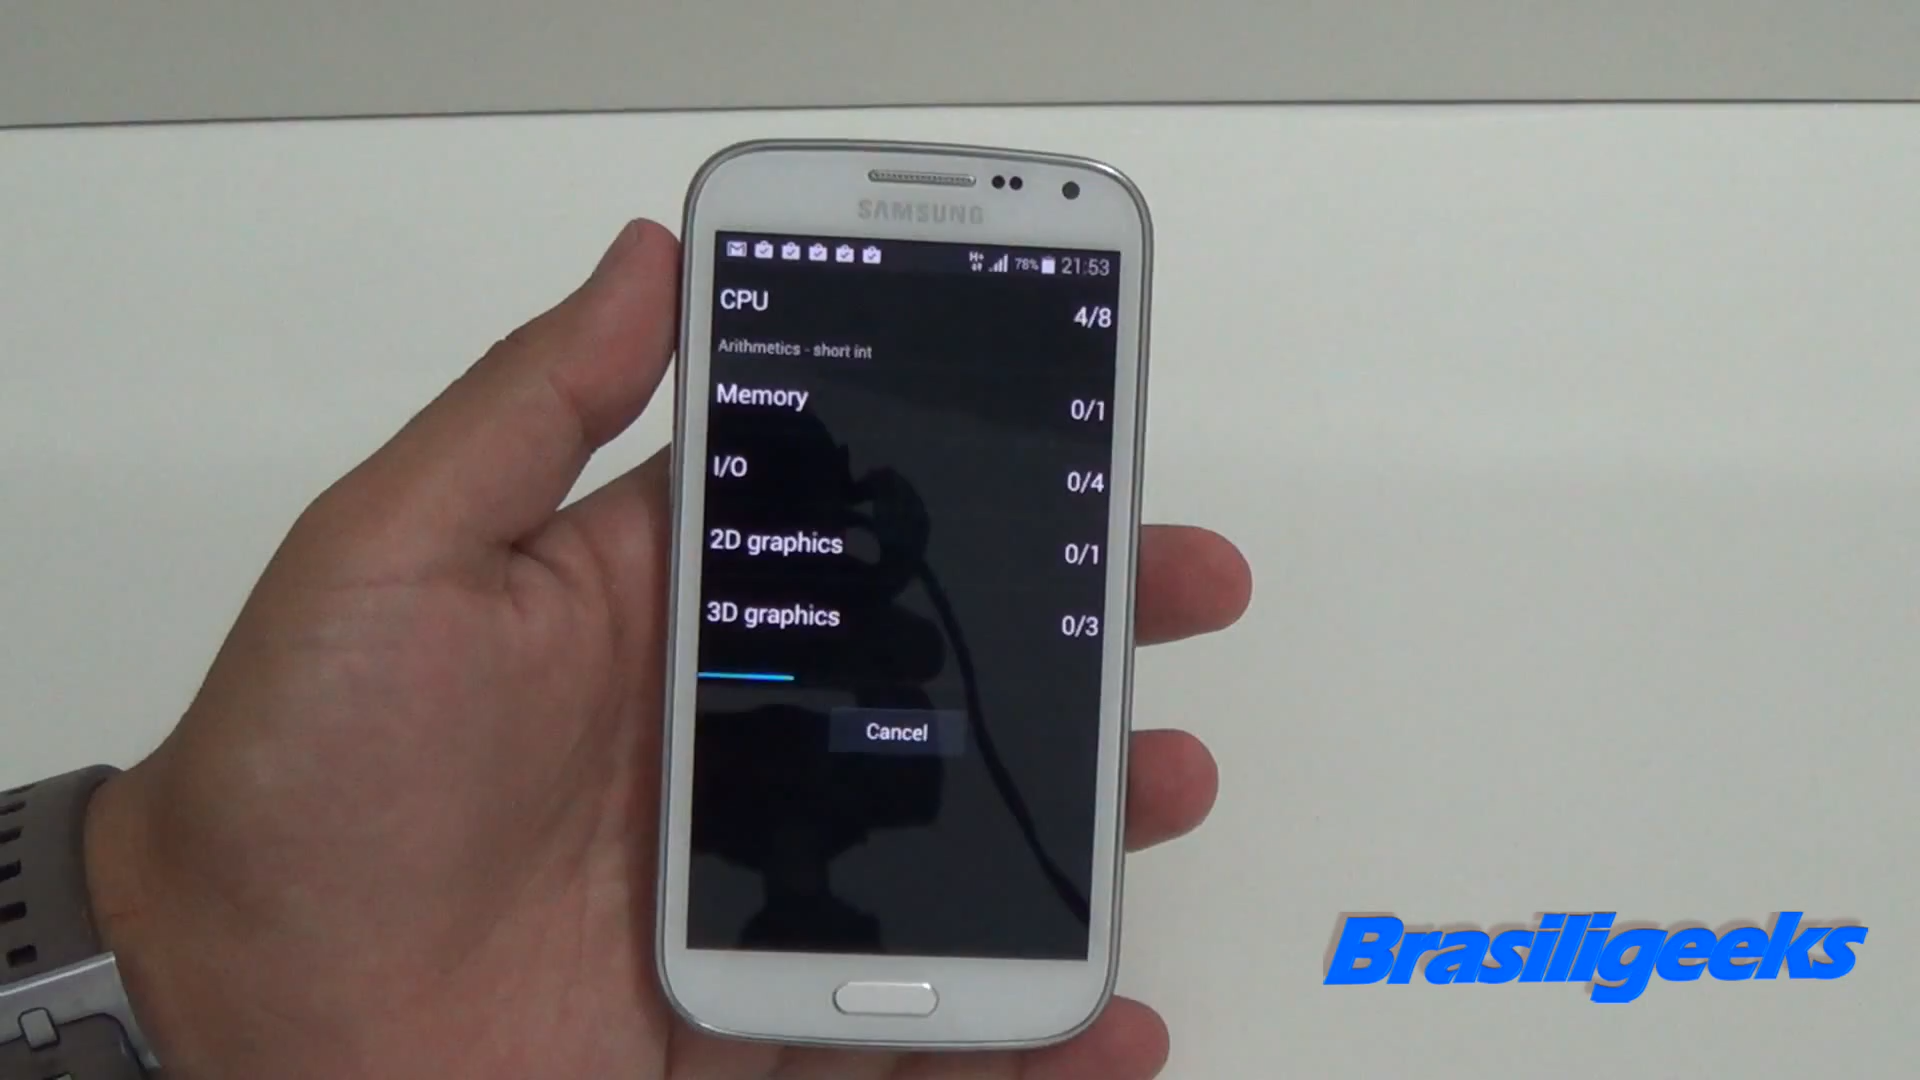 SAMSUNG
H+ 78% 21:53
CPU 4/8
Arithmetics - short int
Memory 0/1
I/O 0/4
2D graphics 0/1
3D graphics 0/3
Cancel
Brasiligeeks